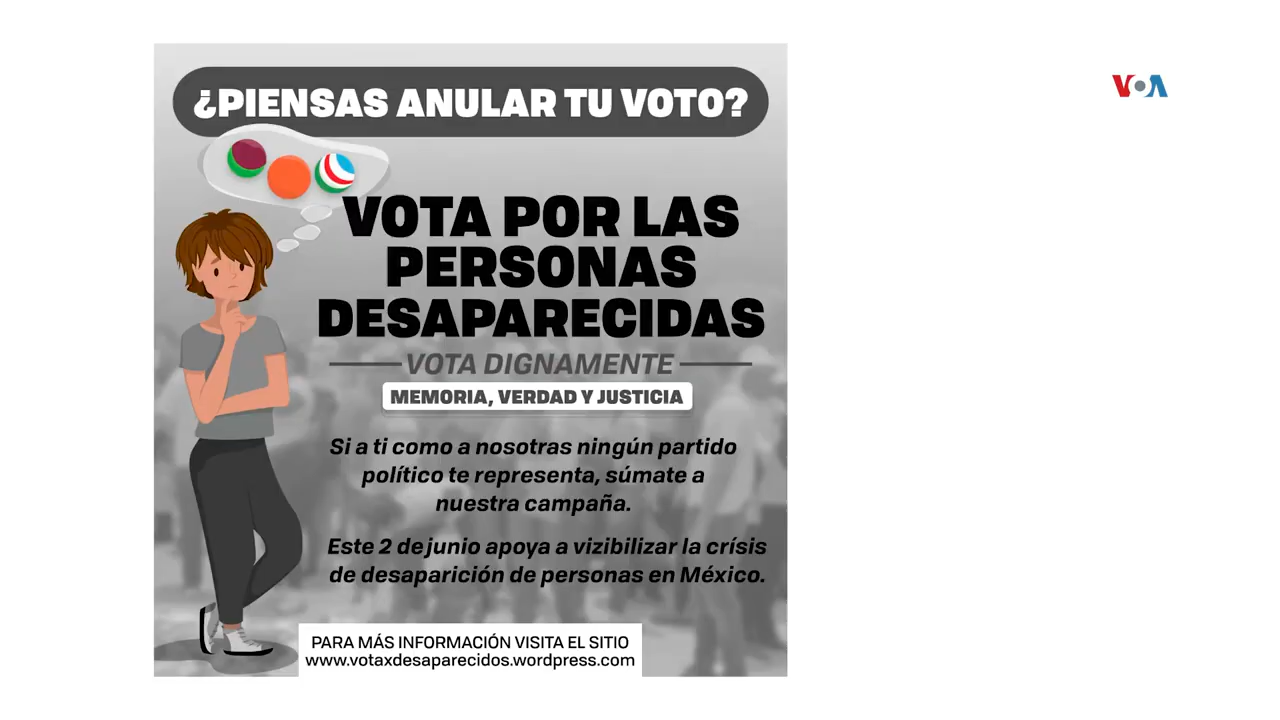 ¿PIENSAS ANULAR TU VOTO?
VOTA POR LAS
PERSONAS
DESAPARECIDAS
VOTA DIGNAMENTE
MEMORIA, VERDAD Y JUSTICIA
Si a ti como a nosotras ningún partido
político te representa, súmate a
nuestra campaña.
Este 2 de junio apoya a vizibilizar la crísis
de desaparición de personas en México.
PARA MÁS INFORMACIÓN VISITA EL SITIO
www.votaxdesaparecidos.wordpress.com
VOA